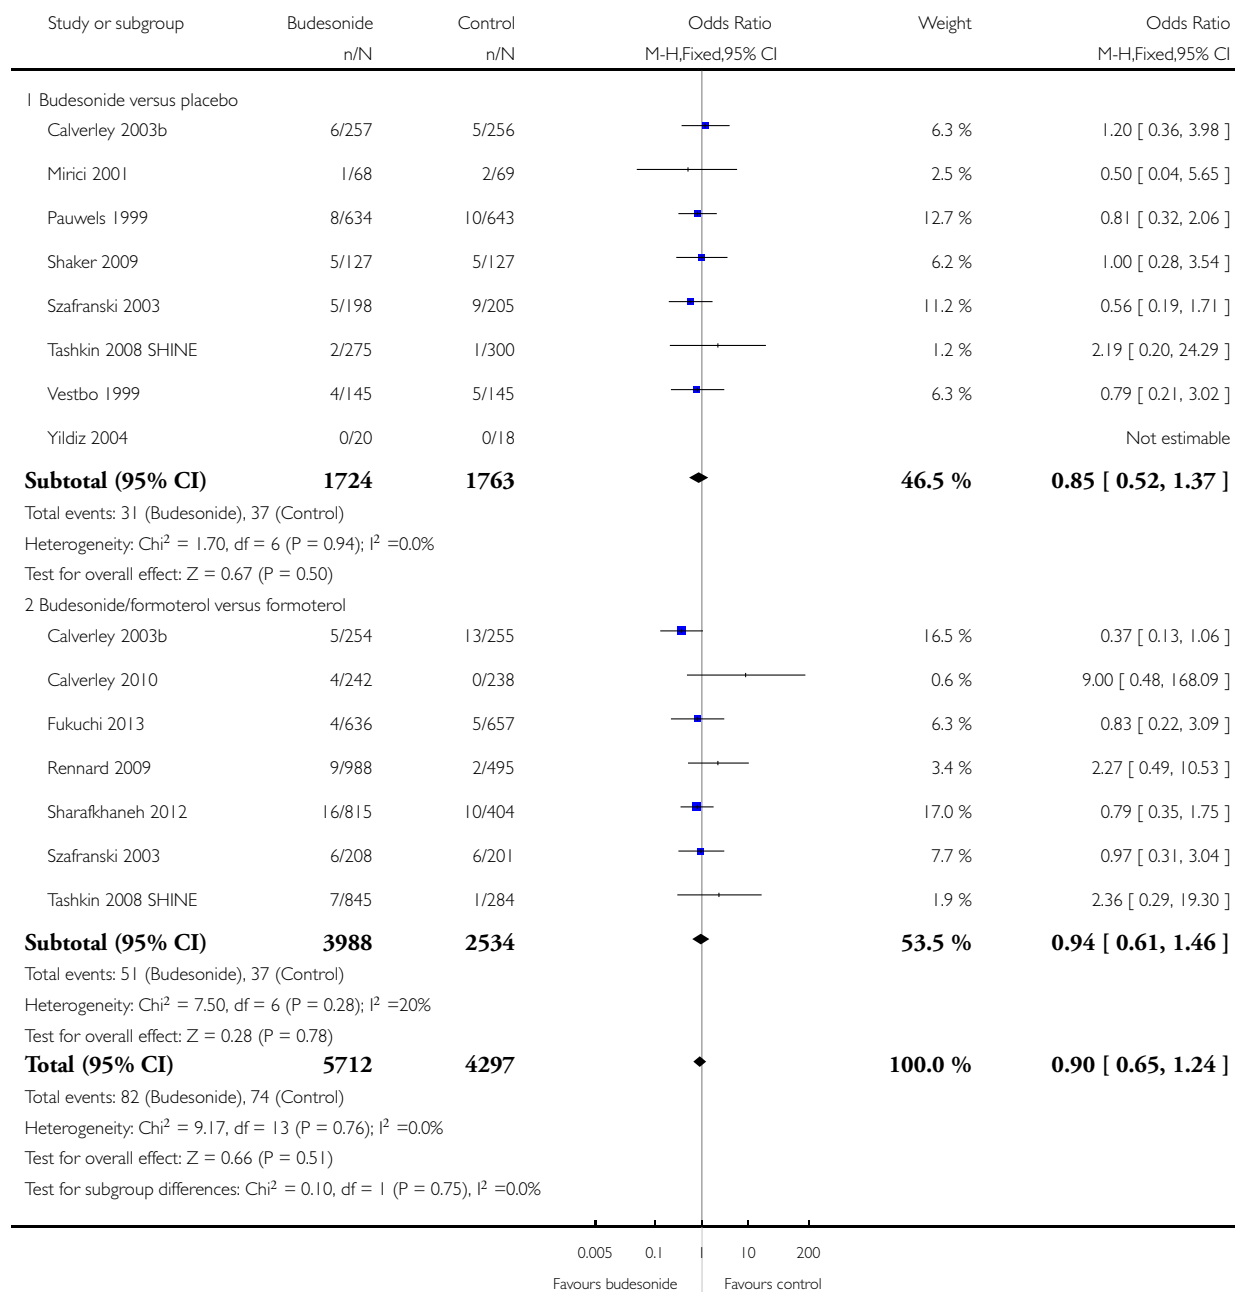 Study or subgroup Budesonide Control Odds Ratio Weight Odds Ratio
n/N n/N M-H,Fixed,95% CI M-H,Fixed,95% CI
1 Budesonide versus placebo
Calverley 2003b 6/257 5/256 6.3 % 1.20 [ 0.36, 3.98 ]
Mirici 2001 1/68 2/69 2.5 % 0.50 [ 0.04, 5.65 ]
Pauwels 1999 8/634 10/643 12.7 % 0.81 [ 0.32, 2.06 ]
Shaker 2009 5/127 5/127 6.2 % 1.00 [ 0.28, 3.54 ]
Szafranski 2003 5/198 9/205 11.2 % 0.56 [ 0.19, 1.71 ]
Tashkin 2008 SHINE 2/275 1/300 1.2 % 2.19 [ 0.20, 24.29 ]
Vestbo 1999 4/145 5/145 6.3 % 0.79 [ 0.21, 3.02 ]
Yildiz 2004 0/20 0/18 Not estimable
Subtotal (95% CI) 1724 1763 46.5 % 0.85 [ 0.52, 1.37 ]
Total events: 31 (Budesonide), 37 (Control)
Heterogeneity: Chi² = 1.70, df = 6 (P = 0.94); I² =0.0%
Test for overall effect: Z = 0.67 (P = 0.50)
2 Budesonide/formoterol versus formoterol
Calverley 2003b 5/254 13/255 16.5 % 0.37 [ 0.13, 1.06 ]
Calverley 2010 4/242 0/238 0.6 % 9.00 [ 0.48, 168.09 ]
Fukuchi 2013 4/636 5/657 6.3 % 0.83 [ 0.22, 3.09 ]
Rennard 2009 9/988 2/495 3.4 % 2.27 [ 0.49, 10.53 ]
Sharafkhaneh 2012 16/815 10/404 17.0 % 0.79 [ 0.35, 1.75 ]
Szafranski 2003 6/208 6/201 7.7 % 0.97 [ 0.31, 3.04 ]
Tashkin 2008 SHINE 7/845 1/284 1.9 % 2.36 [ 0.29, 19.30 ]
Subtotal (95% CI) 3988 2534 53.5 % 0.94 [ 0.61, 1.46 ]
Total events: 51 (Budesonide), 37 (Control)
Heterogeneity: Chi² = 7.50, df = 6 (P = 0.28); I² =20%
Test for overall effect: Z = 0.28 (P = 0.78)
Total (95% CI) 5712 4297 100.0 % 0.90 [ 0.65, 1.24 ]
Total events: 82 (Budesonide), 74 (Control)
Heterogeneity: Chi² = 9.17, df = 13 (P = 0.76); I² =0.0%
Test for overall effect: Z = 0.66 (P = 0.51)
Test for subgroup differences: Chi² = 0.10, df = 1 (P = 0.75), I² =0.0%
0.005 0.1 1 10 200
Favours budesonide Favours control